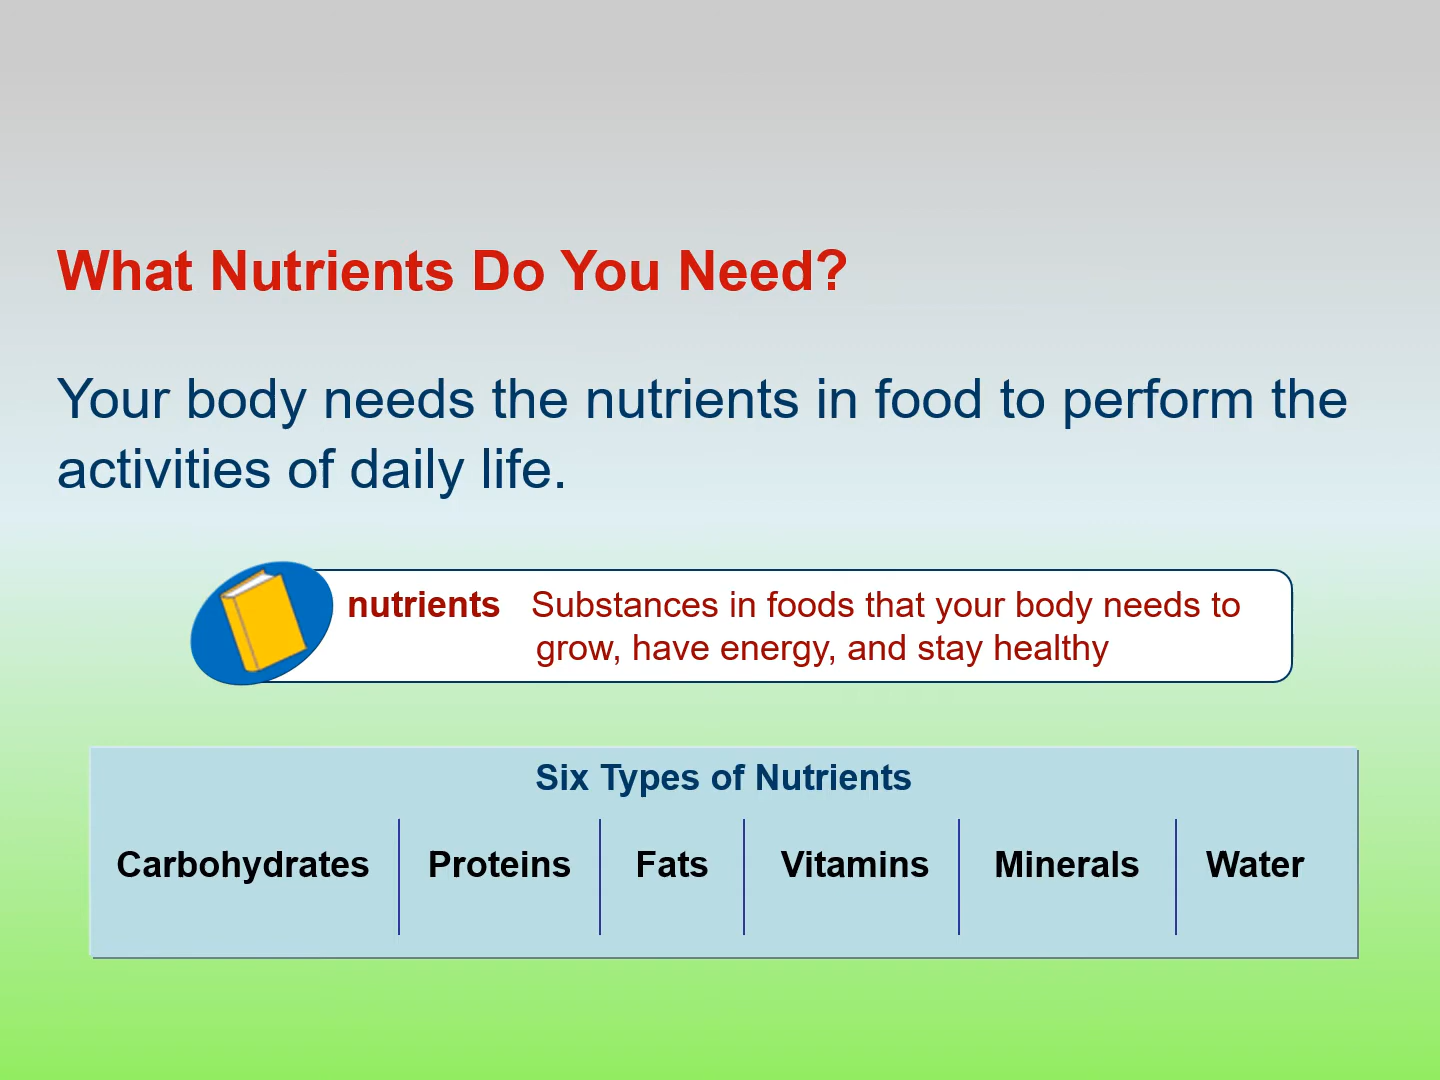 What Nutrients Do You Need?
Your body needs the nutrients in food to perform the
activities of daily life.
nutrients Substances in foods that your body needs to
grow, have energy, and stay healthy
Six Types of Nutrients
Carbohydrates Proteins Fats Vitamins Minerals Water